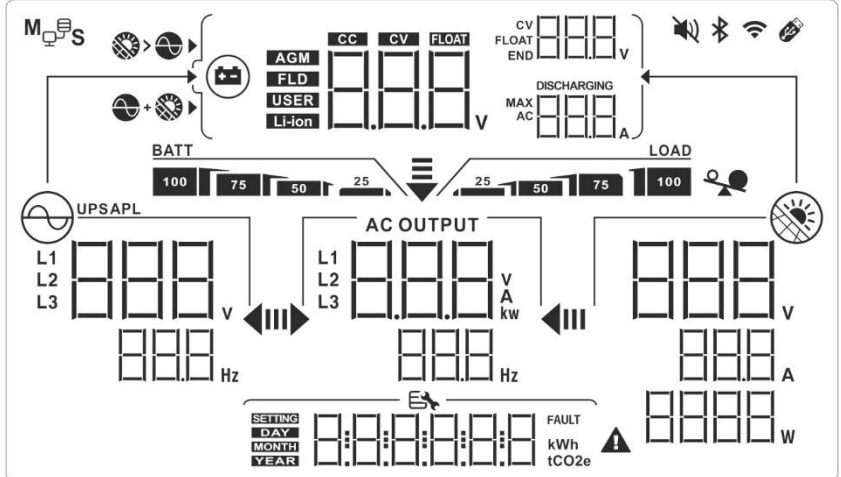 M S
CC CV FLOAT
AGM
FLD
USER
Li-ion
V
CV
FLOAT
END
V
DISCHARGING
MAX
AC
A
BATT
LOAD
100 75 50 25
25 50 75 100
UPSAPL
AC OUTPUT
L1
L2
L3
V
Hz
L1
L2
L3
V
A
kw
Hz
V
A
W
SETTING
DAY
MONTH
YEAR
FAULT
kWh
tCO2e